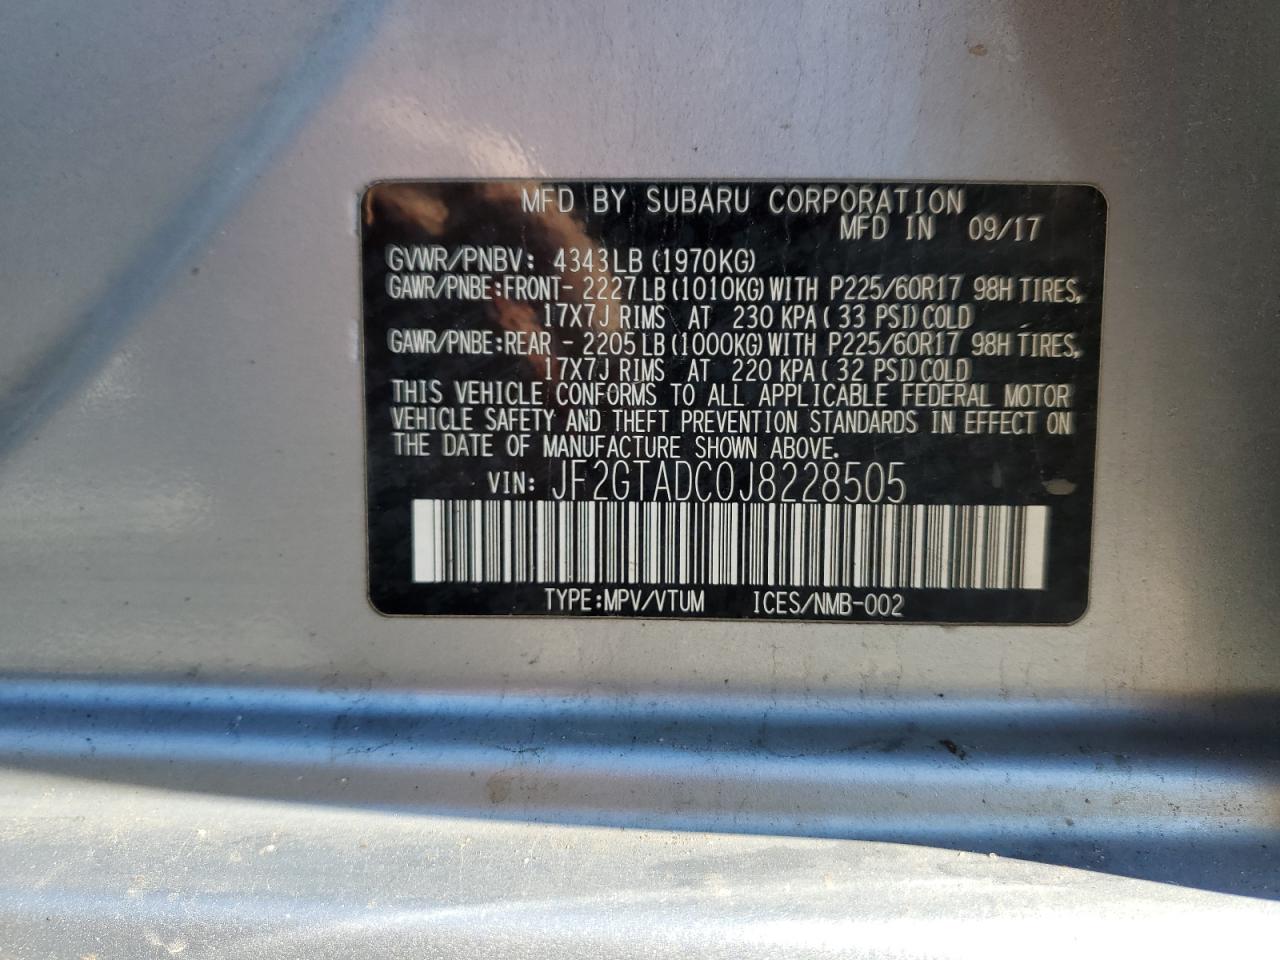 MFD BY SUBARU CORPORATION
MFD IN 09/17
GVWR/PNBV: 4343LB (1970KG)
GAWR/PNBE:FRONT- 2227 LB (1010KG) WITH P225/60R17 98H TIRES,
17X7J RIMS AT 230 KPA ( 33 PSI) COLD
GAWR/PNBE:REAR - 2205 LB (1000KG) WITH P225/60R17 98H TIRES,
17X7J RIMS AT 220 KPA ( 32 PSI) COLD
THIS VEHICLE CONFORMS TO ALL APPLICABLE FEDERAL MOTOR
VEHICLE SAFETY AND THEFT PREVENTION STANDARDS IN EFFECT ON
THE DATE OF MANUFACTURE SHOWN ABOVE.
VIN: JF2GTADC0J8228505
TYPE:MPV/VTUM ICES/NMB-002